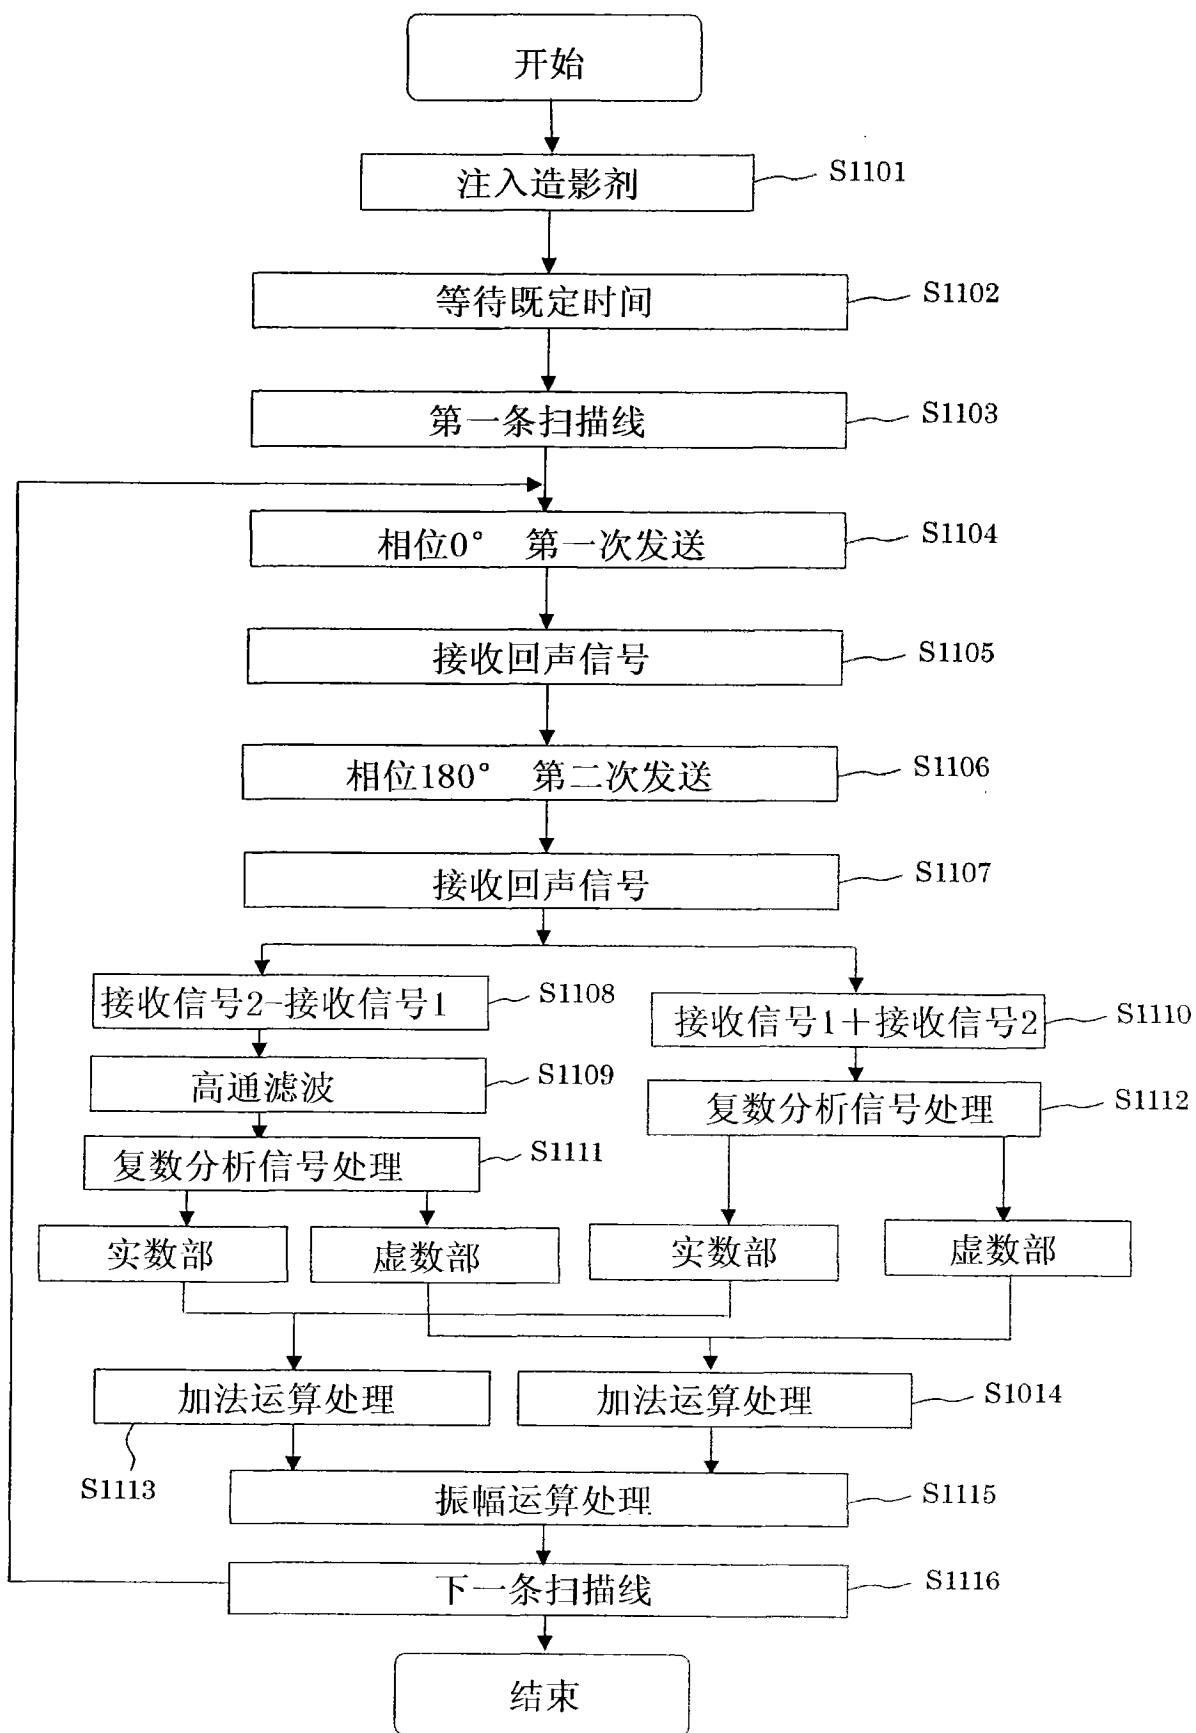 开始
注入造影剂 S1101
等待既定时间 S1102
第一条扫描线 S1103
相位0° 第一次发送 S1104
接收回声信号 S1105
相位180° 第二次发送 S1106
接收回声信号 S1107
接收信号2-接收信号1 S1108
接收信号1+接收信号2 S1110
高通滤波 S1109
复数分析信号处理 S1112
复数分析信号处理 S1111
实数部 虚数部 实数部 虚数部
加法运算处理 加法运算处理 S1014
S1113
振幅运算处理 S1115
下一条扫描线 S1116
结束